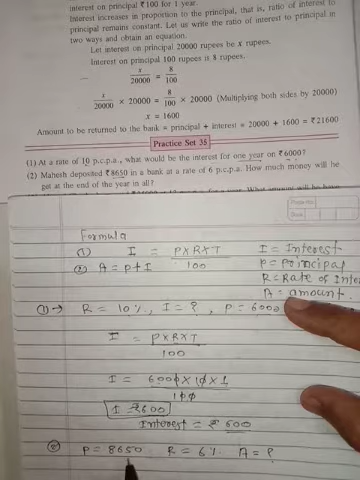 interest on principal ₹100 for 1 year.
Interest increases in proportion to the principal, that is, ratio of interest to
principal remains constant. Let us write the ratio of interest to principal in
two ways and obtain an equation.
Let interest on principal 20000 rupees be x rupees.
Interest on principal 100 rupees is 8 rupees.
x/20000 = 8/100
x/20000 × 20000 = 8/100 × 20000 (Multiplying both sides by 20000)
x = 1600
Amount to be returned to the bank = principal + interest = 20000 + 1600 = ₹21600
Practice Set 35
(1) At a rate of 10 p.c.p.a., what would be the interest for one year on ₹6000?
(2) Mahesh deposited ₹8650 in a bank at a rate of 6 p.c.p.a. How much money will he
get at the end of the year in all?
Page No.
Date
Formula
(1) I = P×R×T/100 I = Interest
(2) A = P+I P = Principal
R = Rate of Inte
A = amount.
(1)→ R = 10%, I = ?, P = 6000
I = P×R×T/100
I = 6000×10×1/100
I = ₹600
Interest = ₹ 600
(2) P = 8650 R = 6% A = ?